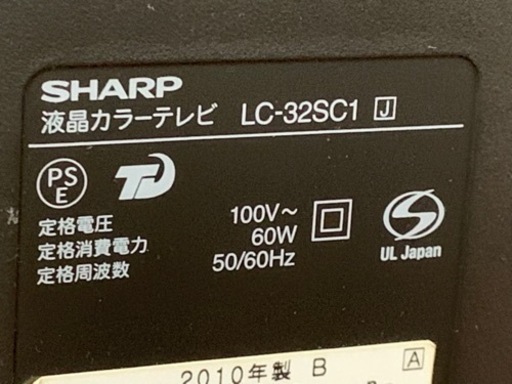 SHARP
液晶カラーテレビ LC-32SC1 J
PS
E
定格電圧 100V~
定格消費電力 60W
定格周波数 50/60Hz
UL Japan
2010年製 B A